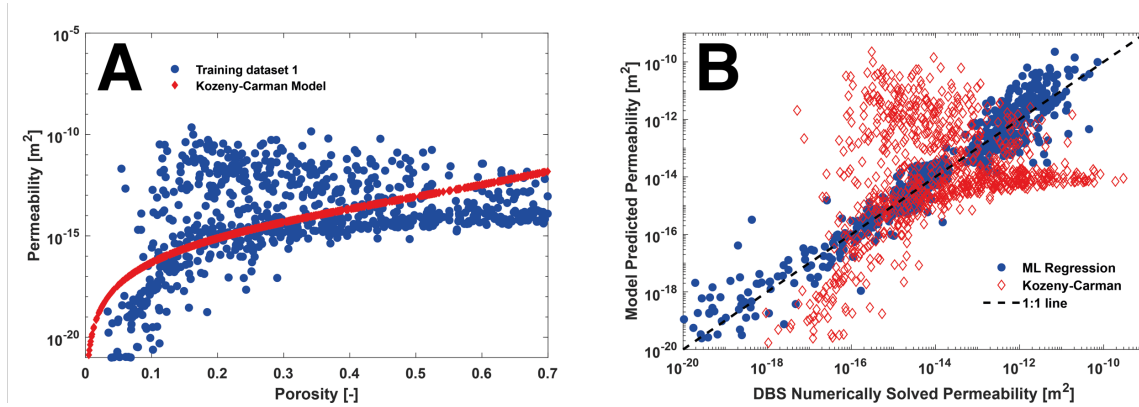 A
10^-5
10^-10
10^-15
10^-20
Permeability [m^2]
Training dataset 1
Kozeny-Carman Model
0 0.1 0.2 0.3 0.4 0.5 0.6 0.7
Porosity [-]
B
10^-10
10^-12
10^-14
10^-16
10^-18
10^-20
Model Predicted Permeability [m^2]
ML Regression
Kozeny-Carman
1:1 line
10^-20 10^-18 10^-16 10^-14 10^-12 10^-10
DBS Numerically Solved Permeability [m^2]